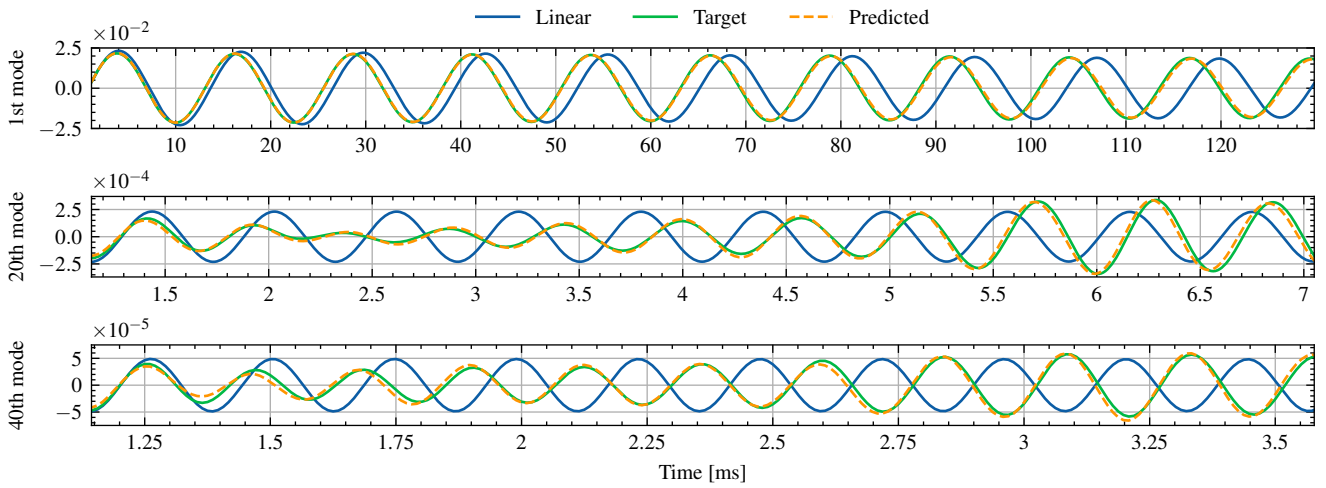 Linear Target Predicted
×10⁻²
1st mode
2.5
0.0
−2.5
10 20 30 40 50 60 70 80 90 100 110 120
×10⁻⁴
20th mode
2.5
0.0
−2.5
1.5 2 2.5 3 3.5 4 4.5 5 5.5 6 6.5 7
×10⁻⁵
40th mode
5
0
−5
1.25 1.5 1.75 2 2.25 2.5 2.75 3 3.25 3.5
Time [ms]